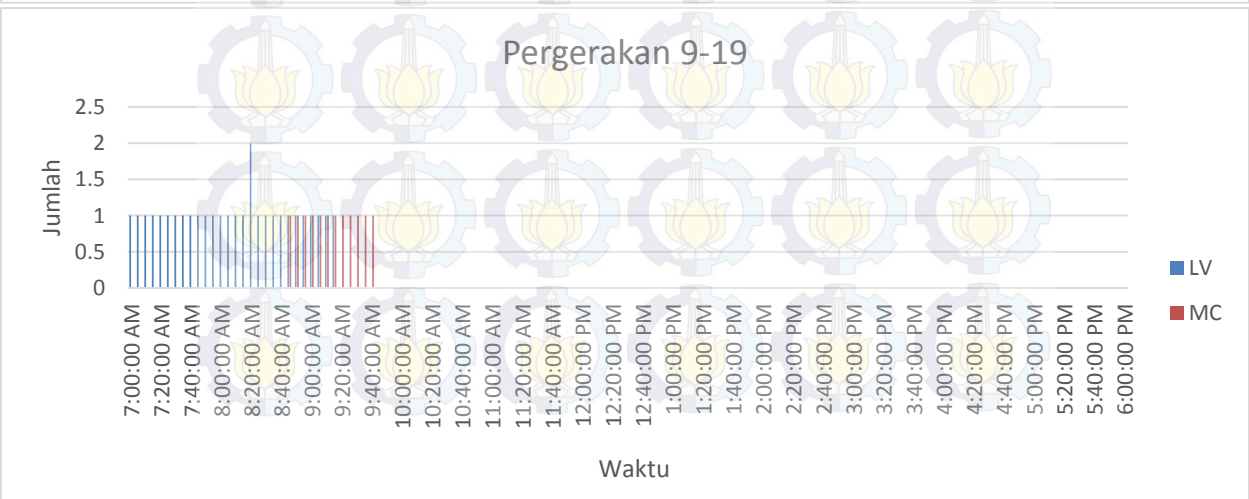 Pergerakan 9-19
2.5
2
1.5
1
0.5
0
Jumlah
7:00:00 AM
7:20:00 AM
7:40:00 AM
8:00:00 AM
8:20:00 AM
8:40:00 AM
9:00:00 AM
9:20:00 AM
9:40:00 AM
10:00:00 AM
10:20:00 AM
10:40:00 AM
11:00:00 AM
11:20:00 AM
11:40:00 AM
12:00:00 PM
12:20:00 PM
12:40:00 PM
1:00:00 PM
1:20:00 PM
1:40:00 PM
2:00:00 PM
2:20:00 PM
2:40:00 PM
3:00:00 PM
3:20:00 PM
3:40:00 PM
4:00:00 PM
4:20:00 PM
4:40:00 PM
5:00:00 PM
5:20:00 PM
5:40:00 PM
6:00:00 PM
Waktu
LV
MC